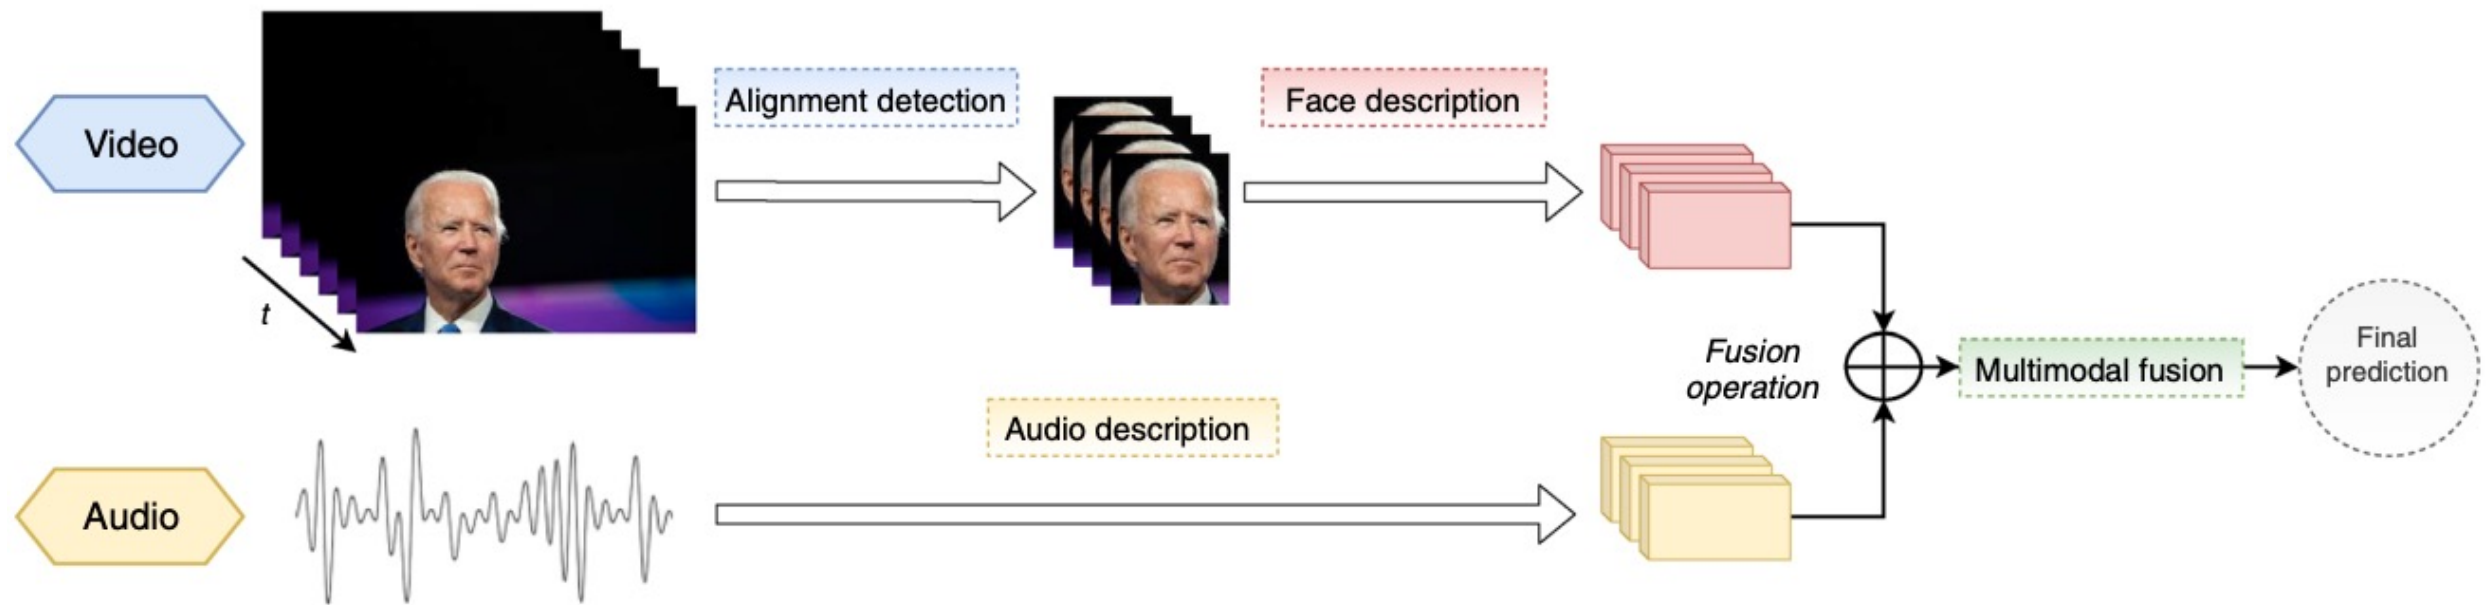 Video
t
Alignment detection
Face description
Audio
Audio description
Fusion
operation
Multimodal fusion
Final
prediction